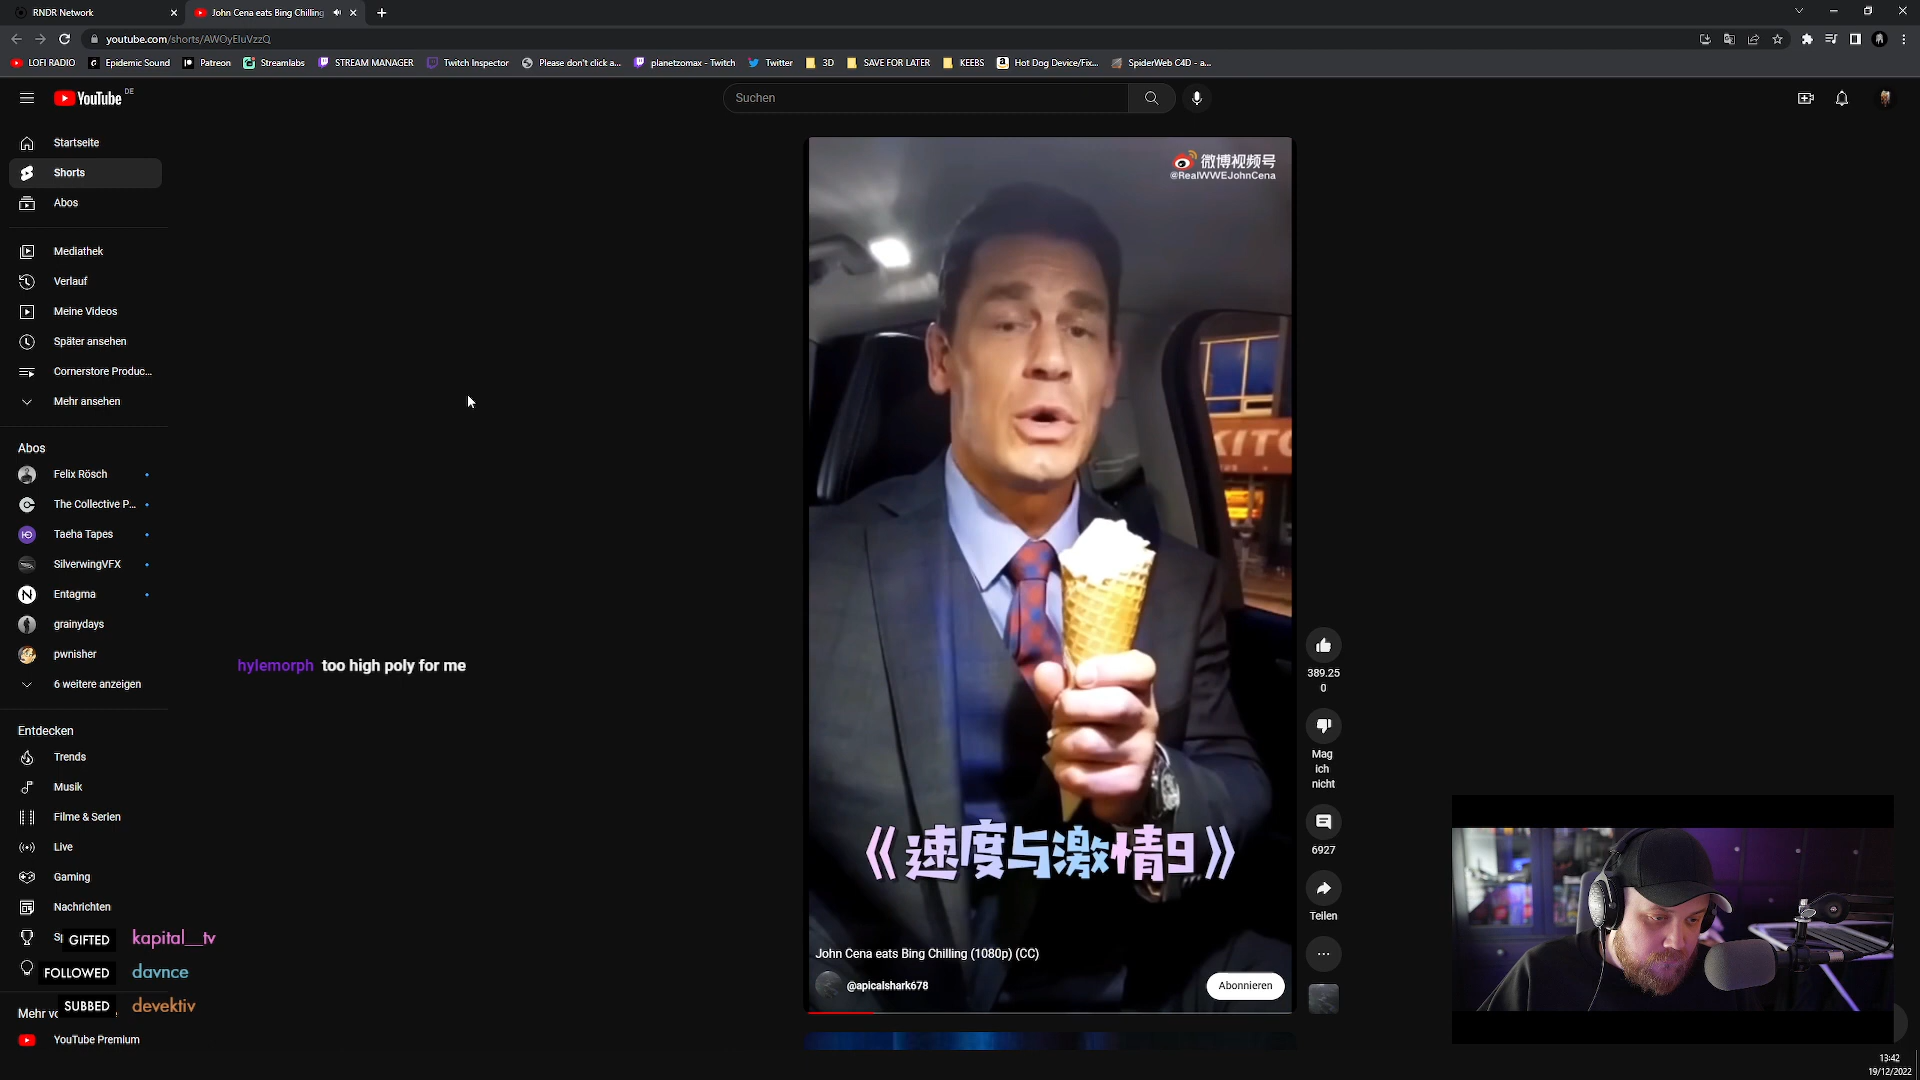 RNDR Network
John Cena eats Bing Chilling
youtube.com/shorts/AWOyEIuVzzQ
LOFI RADIO
Epidemic Sound
Patreon
Streamlabs
STREAM MANAGER
Twitch Inspector
Please don't click a...
planetzomax - Twitch
Twitter
3D
SAVE FOR LATER
KEEBS
Hot Dog Device/Fix...
SpiderWeb C4D - a...
YouTube DE
Suchen
Startseite
Shorts
Abos
Mediathek
Verlauf
Meine Videos
Später ansehen
Cornerstore Produc...
Mehr ansehen
Abos
Felix Rösch
The Collective P...
Taeha Tapes
SilverwingVFX
Entagma
grainydays
pwnisher
6 weitere anzeigen
Entdecken
Trends
Musik
Filme & Serien
Live
Gaming
Nachrichten
GIFTED kapital__tv
FOLLOWED davnce
SUBBED devektiv
YouTube Premium
hylemorph too high poly for me
微博视频号
@RealWWEJohnCena
KITC
《速度与激情9》
John Cena eats Bing Chilling (1080p) (CC)
@apicalshark678
Abonnieren
389.25
0
Mag
ich
nicht
6927
Teilen
13:42
19/12/2022